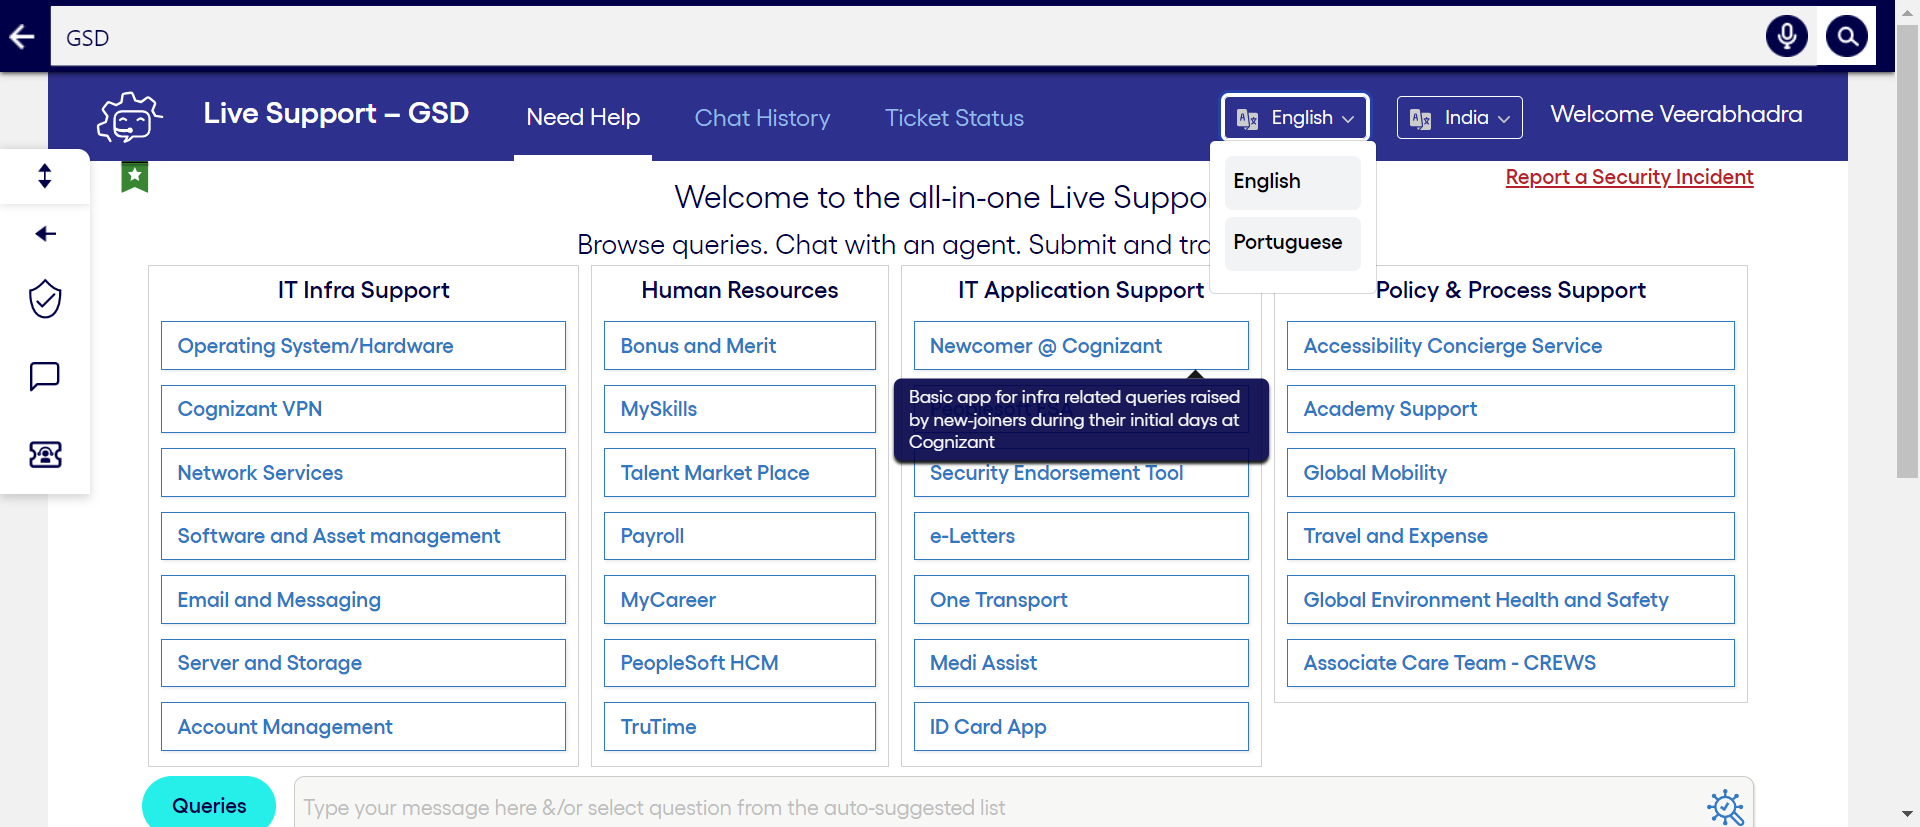 GSD
Live Support – GSD
Need Help
Chat History
Ticket Status
English
India
Welcome Veerabhadra
English
Portuguese
Report a Security Incident
Welcome to the all-in-one Live
Browse queries. Chat with an agent. Submit and
IT Infra Support
Operating System/Hardware
Cognizant VPN
Network Services
Software and Asset management
Email and Messaging
Server and Storage
Account Management
Human Resources
Bonus and Merit
MySkills
Talent Market Place
Payroll
MyCareer
PeopleSoft HCM
TruTime
IT Application Support
Newcomer @ Cognizant
Basic app for infra related queries raised
by new-joiners during their initial days at
Cognizant
Security Endorsement Tool
e-Letters
One Transport
Medi Assist
ID Card App
Policy & Process Support
Accessibility Concierge Service
Academy Support
Global Mobility
Travel and Expense
Global Environment Health and Safety
Associate Care Team - CREWS
Queries
Type your message here &/or select question from the auto-suggested list